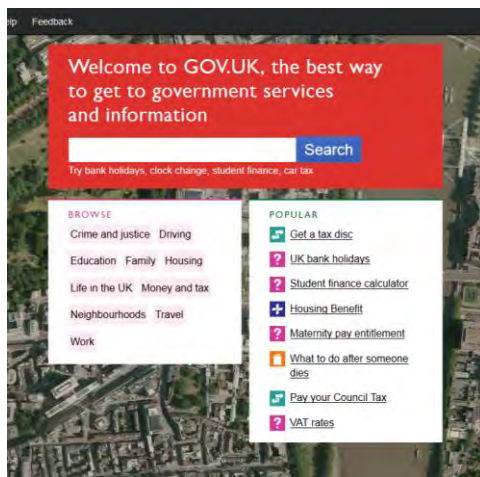 Feedback
Welcome to GOV.UK, the best way
to get to government services
and information
Search
Try bank holidays, clock change, student finance, car tax
BROWSE
Crime and justice Driving
Education Family Housing
Life in the UK Money and tax
Neighbourhoods Travel
Work
POPULAR
Get a tax disc
UK bank holidays
Student finance calculator
Housing Benefit
Maternity pay entitlement
What to do after someone
dies
Pay your Council Tax
VAT rates